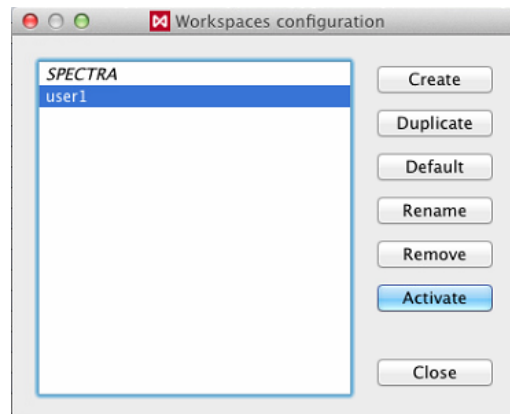 Workspaces configuration
SPECTRA
user1
Create
Duplicate
Default
Rename
Remove
Activate
Close